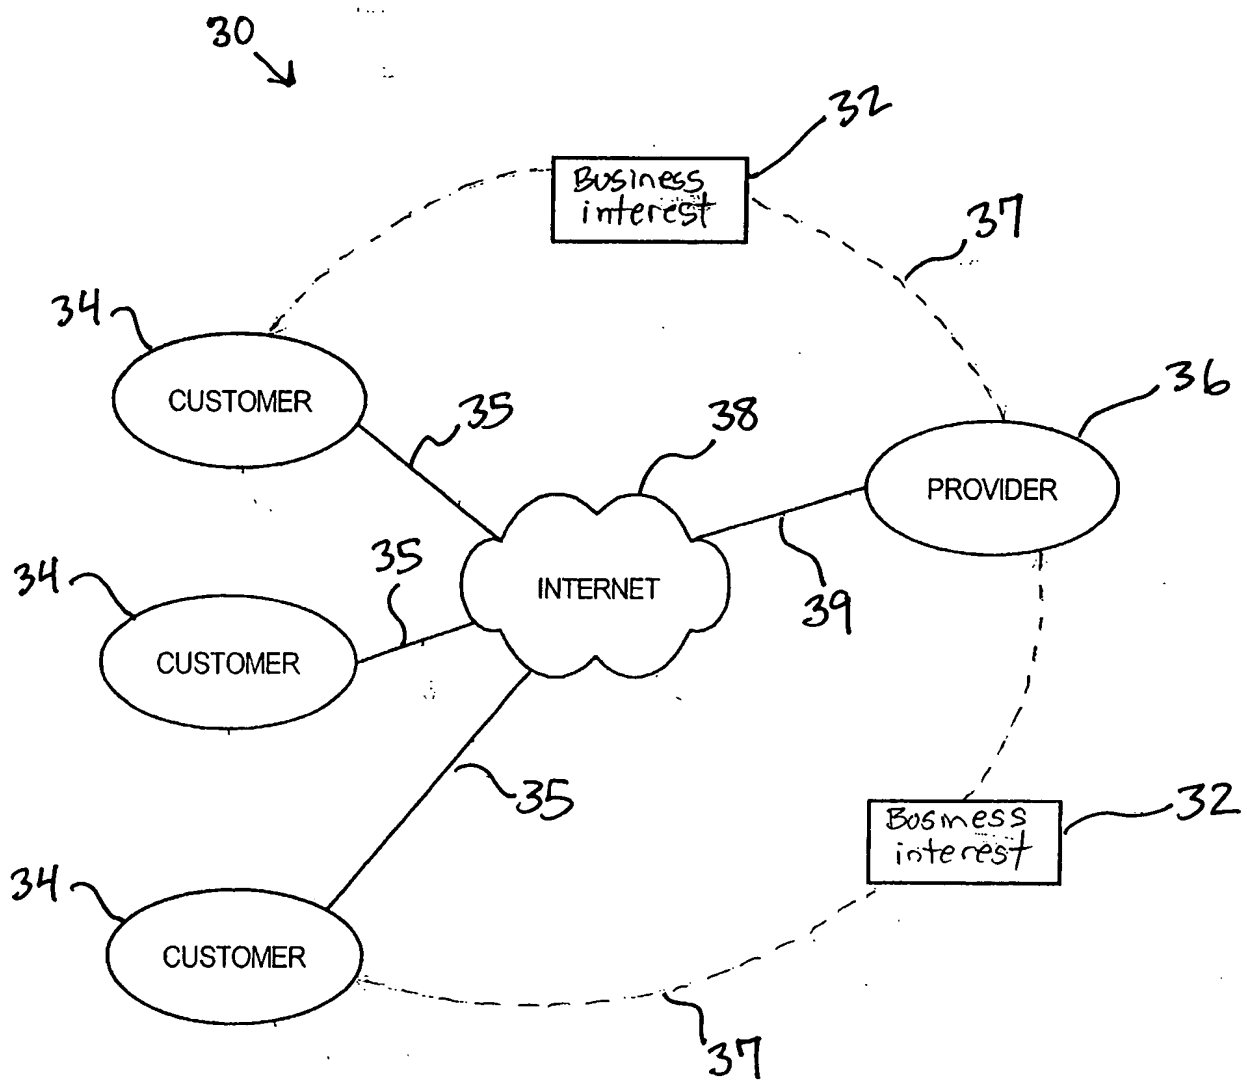 30
32
Business
interest
37
34
CUSTOMER
36
35
38
PROVIDER
35
34
INTERNET
39
CUSTOMER
35
32
Business
interest
34
CUSTOMER
37